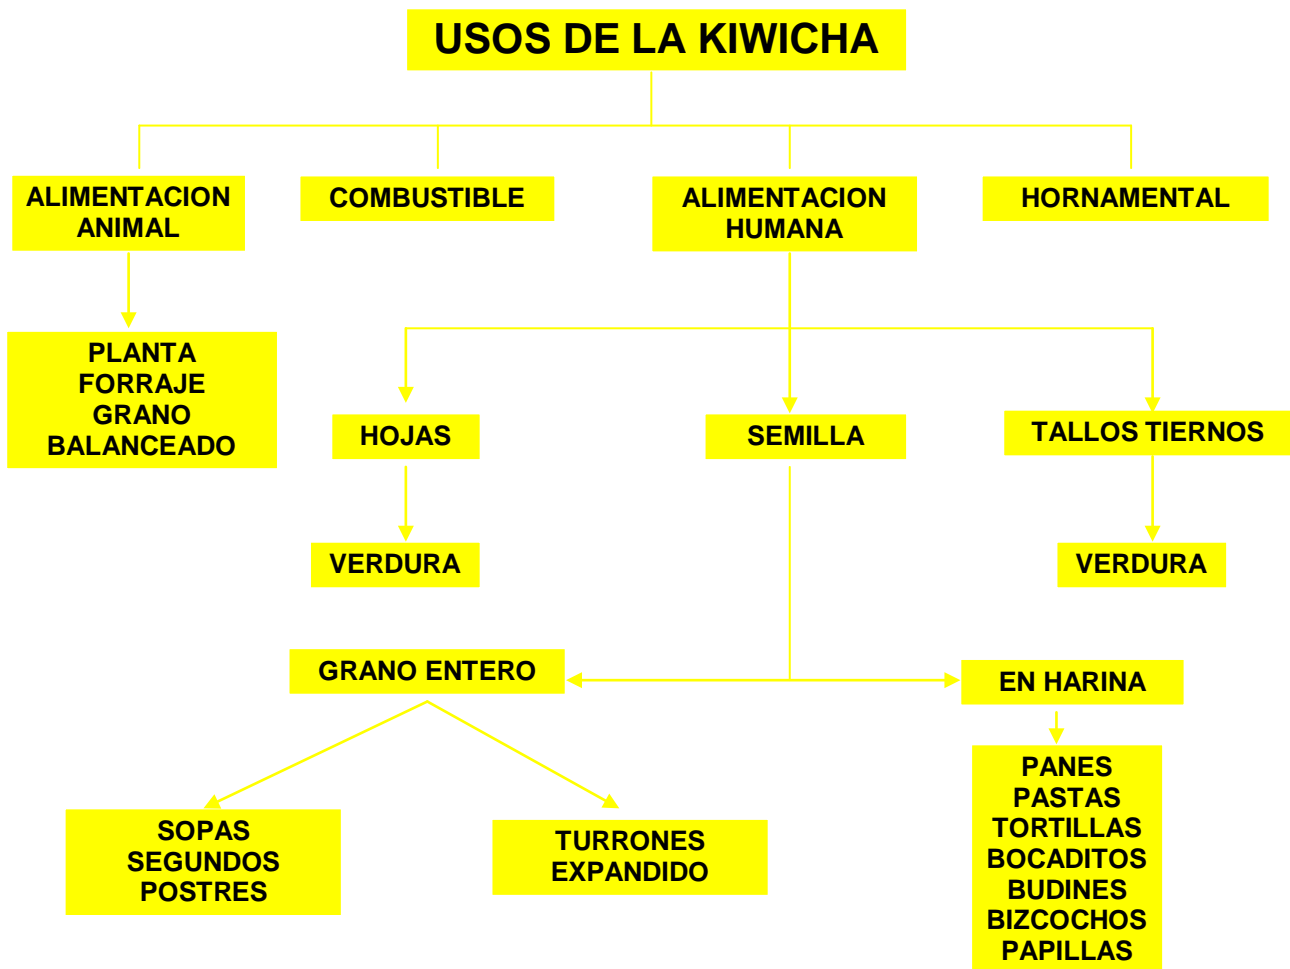 USOS DE LA KIWICHA
ALIMENTACION
ANIMAL
COMBUSTIBLE
ALIMENTACION
HUMANA
HORNAMENTAL
PLANTA
FORRAJE
GRANO
BALANCEADO
HOJAS
SEMILLA
TALLOS TIERNOS
VERDURA
VERDURA
GRANO ENTERO
EN HARINA
SOPAS
SEGUNDOS
POSTRES
TURRONES
EXPANDIDO
PANES
PASTAS
TORTILLAS
BOCADITOS
BUDINES
BIZCOCHOS
PAPILLAS